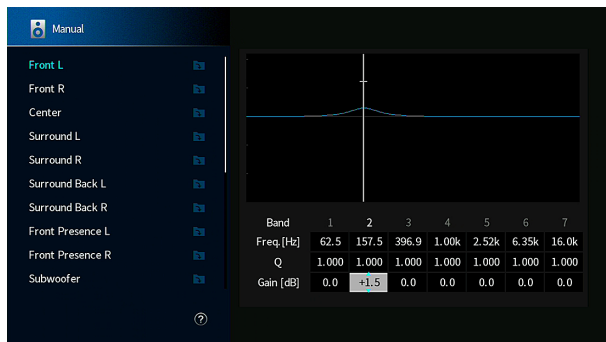 Manual
Front L
Front R
Center
Surround L
Surround R
Surround Back L
Surround Back R
Front Presence L
Front Presence R
Subwoofer
?
Band 1 2 3 4 5 6 7
Freq.[Hz] 62.5 157.5 396.9 1.00k 2.52k 6.35k 16.0k
Q 1.000 1.000 1.000 1.000 1.000 1.000 1.000
Gain [dB] 0.0 +1.5 0.0 0.0 0.0 0.0 0.0